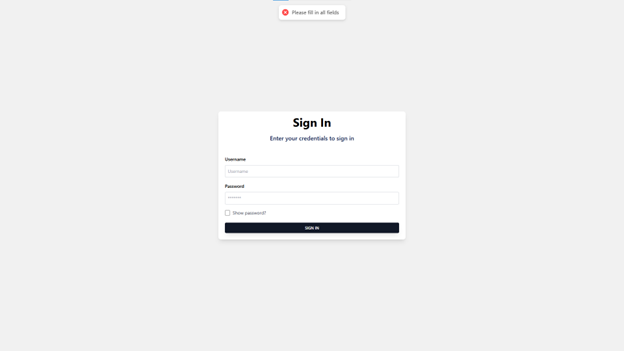 Please fill in all fields
Sign In
Enter your credentials to sign in
Username
Username
Password
********
Show password?
SIGN IN